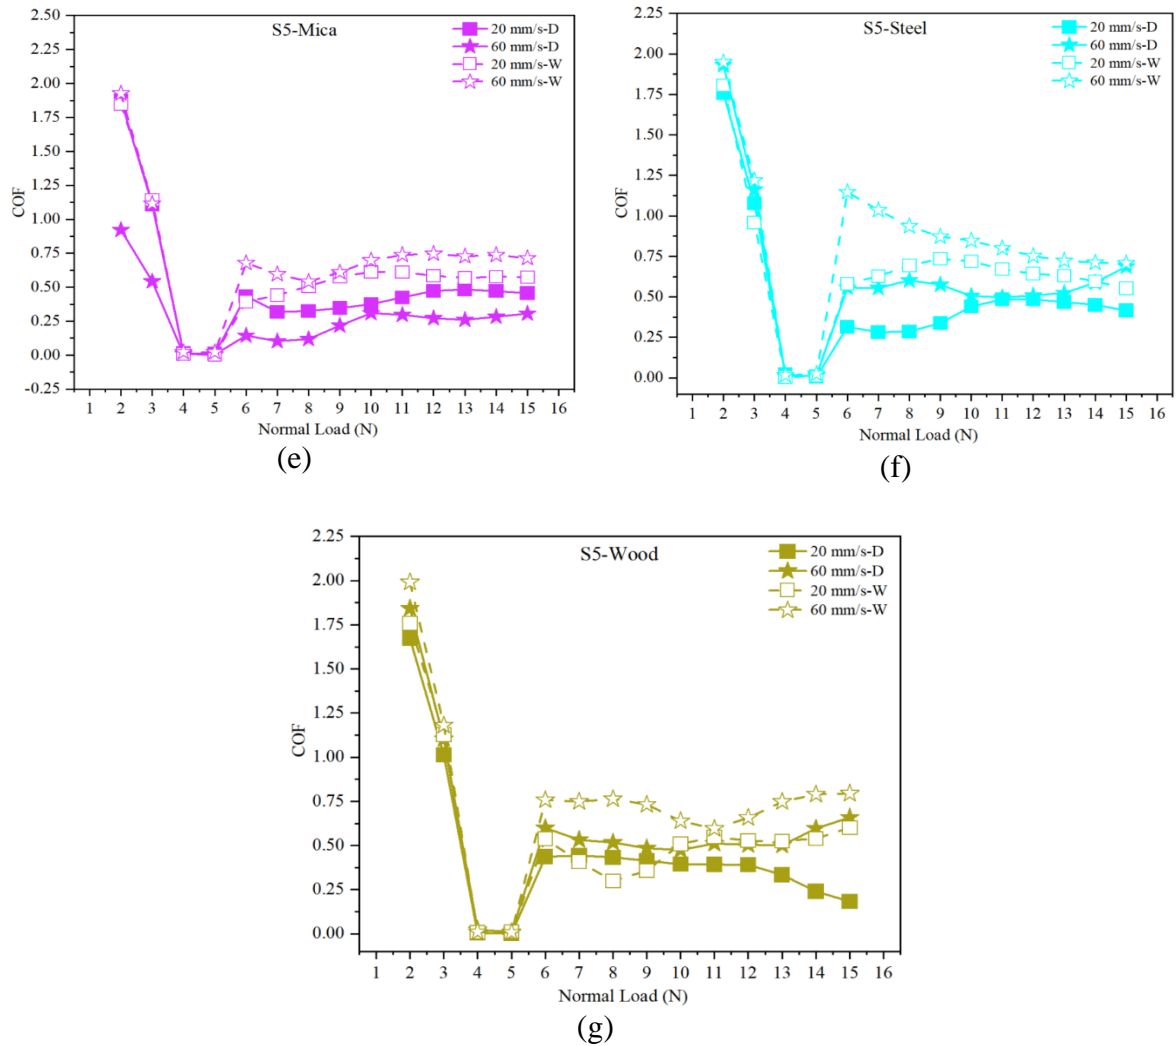 S5-Mica
20 mm/s-D
60 mm/s-D
20 mm/s-W
60 mm/s-W
2.50
2.25
2.00
1.75
1.50
1.25
1.00
0.75
0.50
0.25
0.00
-0.25
COF
1 2 3 4 5 6 7 8 9 10 11 12 13 14 15 16
Normal Load (N)
(e)
S5-Steel
20 mm/s-D
60 mm/s-D
20 mm/s-W
60 mm/s-W
2.25
2.00
1.75
1.50
1.25
1.00
0.75
0.50
0.25
0.00
COF
1 2 3 4 5 6 7 8 9 10 11 12 13 14 15 16
Normal Load (N)
(f)
S5-Wood
20 mm/s-D
60 mm/s-D
20 mm/s-W
60 mm/s-W
2.25
2.00
1.75
1.50
1.25
1.00
0.75
0.50
0.25
0.00
COF
1 2 3 4 5 6 7 8 9 10 11 12 13 14 15 16
Normal Load (N)
(g)